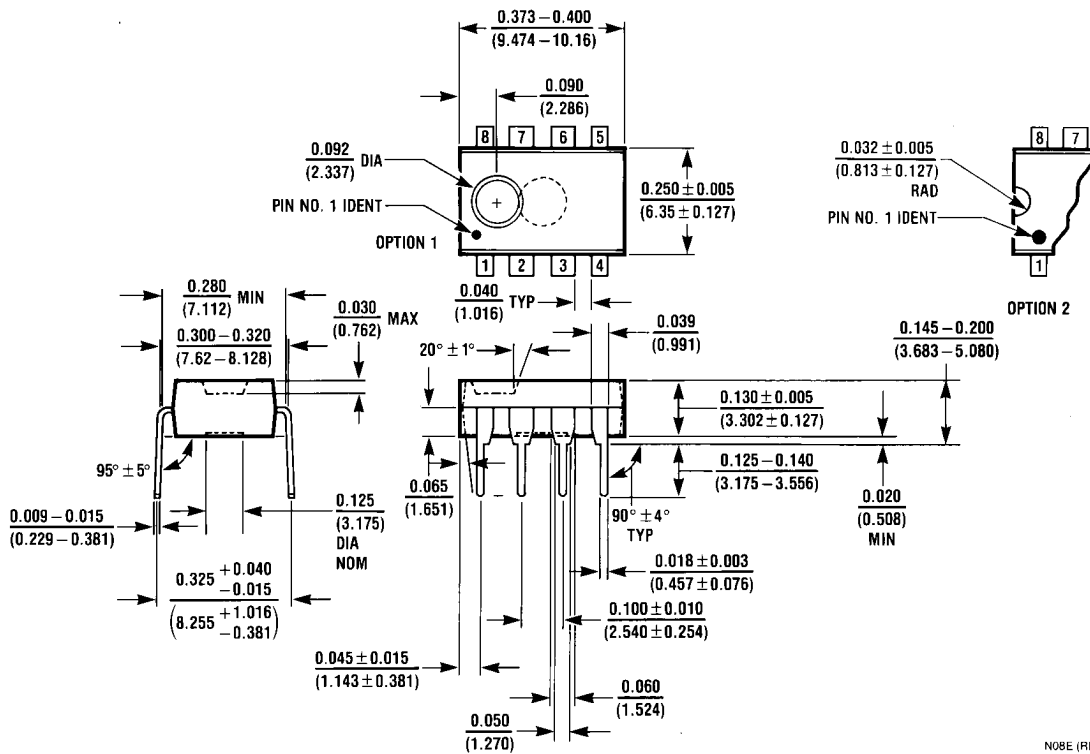 0.373 – 0.400
(9.474 – 10.16)
0.090
(2.286)
8 7 6 5
0.092 DIA
(2.337)
PIN NO. 1 IDENT
OPTION 1
0.250 ± 0.005
(6.35 ± 0.127)
1 2 3 4
8 7
0.032 ± 0.005
(0.813 ± 0.127)
RAD
PIN NO. 1 IDENT
1
OPTION 2
0.280 MIN
(7.112)
0.030 MAX
(0.762)
0.300 – 0.320
(7.62 – 8.128)
0.040 TYP
(1.016)
0.039
(0.991)
20° ± 1°
0.145 – 0.200
(3.683 – 5.080)
0.130 ± 0.005
(3.302 ± 0.127)
95° ± 5°
0.065
(1.651)
0.125 – 0.140
(3.175 – 3.556)
90° ± 4°
TYP
0.020
(0.508)
MIN
0.009 – 0.015
(0.229 – 0.381)
0.125
(3.175)
DIA
NOM
0.018 ± 0.003
(0.457 ± 0.076)
0.325 +0.040
–0.015
(8.255 +1.016
–0.381)
0.100 ± 0.010
(2.540 ± 0.254)
0.045 ± 0.015
(1.143 ± 0.381)
0.060
(1.524)
0.050
(1.270)
N08E